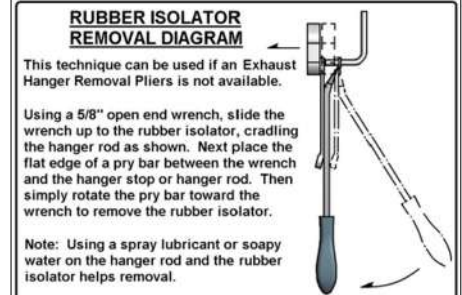 RUBBER ISOLATOR
REMOVAL DIAGRAM
This technique can be used if an Exhaust
Hanger Removal Pliers is not available.
Using a 5/8" open end wrench, slide the
wrench up to the rubber isolator, cradling
the hanger rod as shown. Next place the
flat edge of a pry bar between the wrench
and the hanger stop or hanger rod. Then
simply rotate the pry bar toward the
wrench to remove the rubber isolator.
Note: Using a spray lubricant or soapy
water on the hanger rod and the rubber
isolator helps removal.